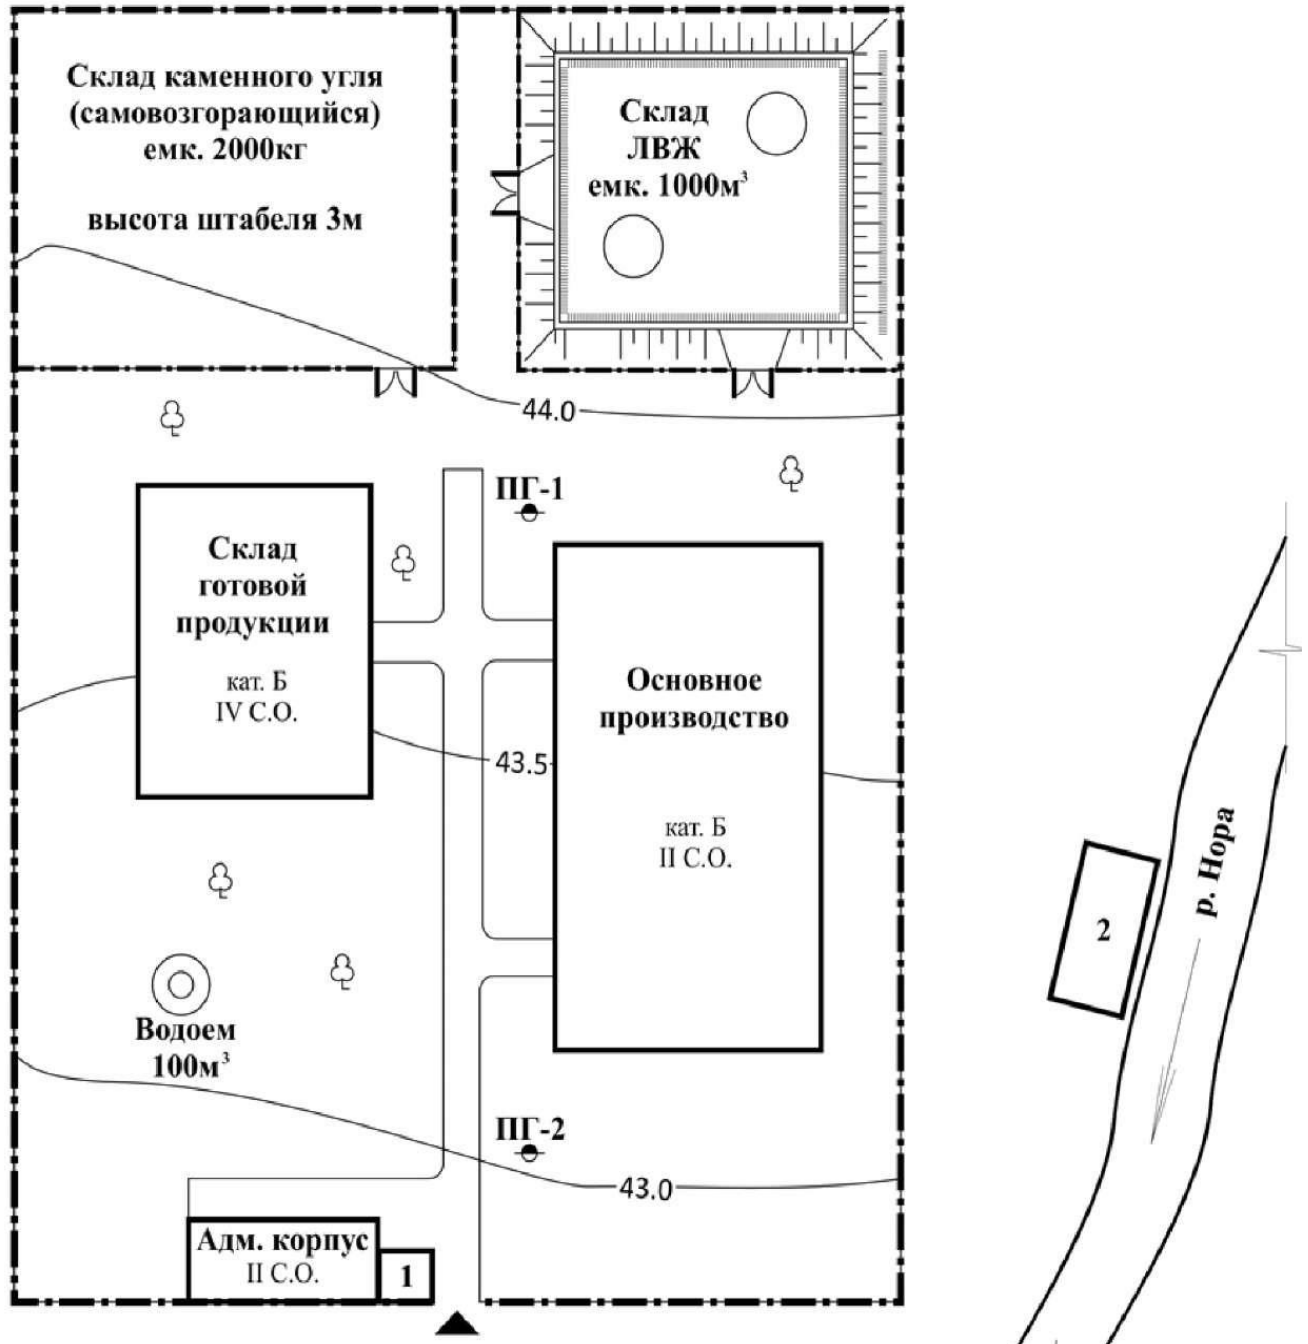 Склад каменного угля
(самовозгорающийся)
емк. 2000кг
высота штабеля 3м
Склад
ЛВЖ
емк. 1000м³
44.0
ПГ-1
Склад
готовой
продукции
кат. Б
IV С.О.
Основное
производство
кат. Б
II С.О.
43.5
р. Нора
2
Водоем
100м³
ПГ-2
43.0
Адм. корпус
II С.О.
1